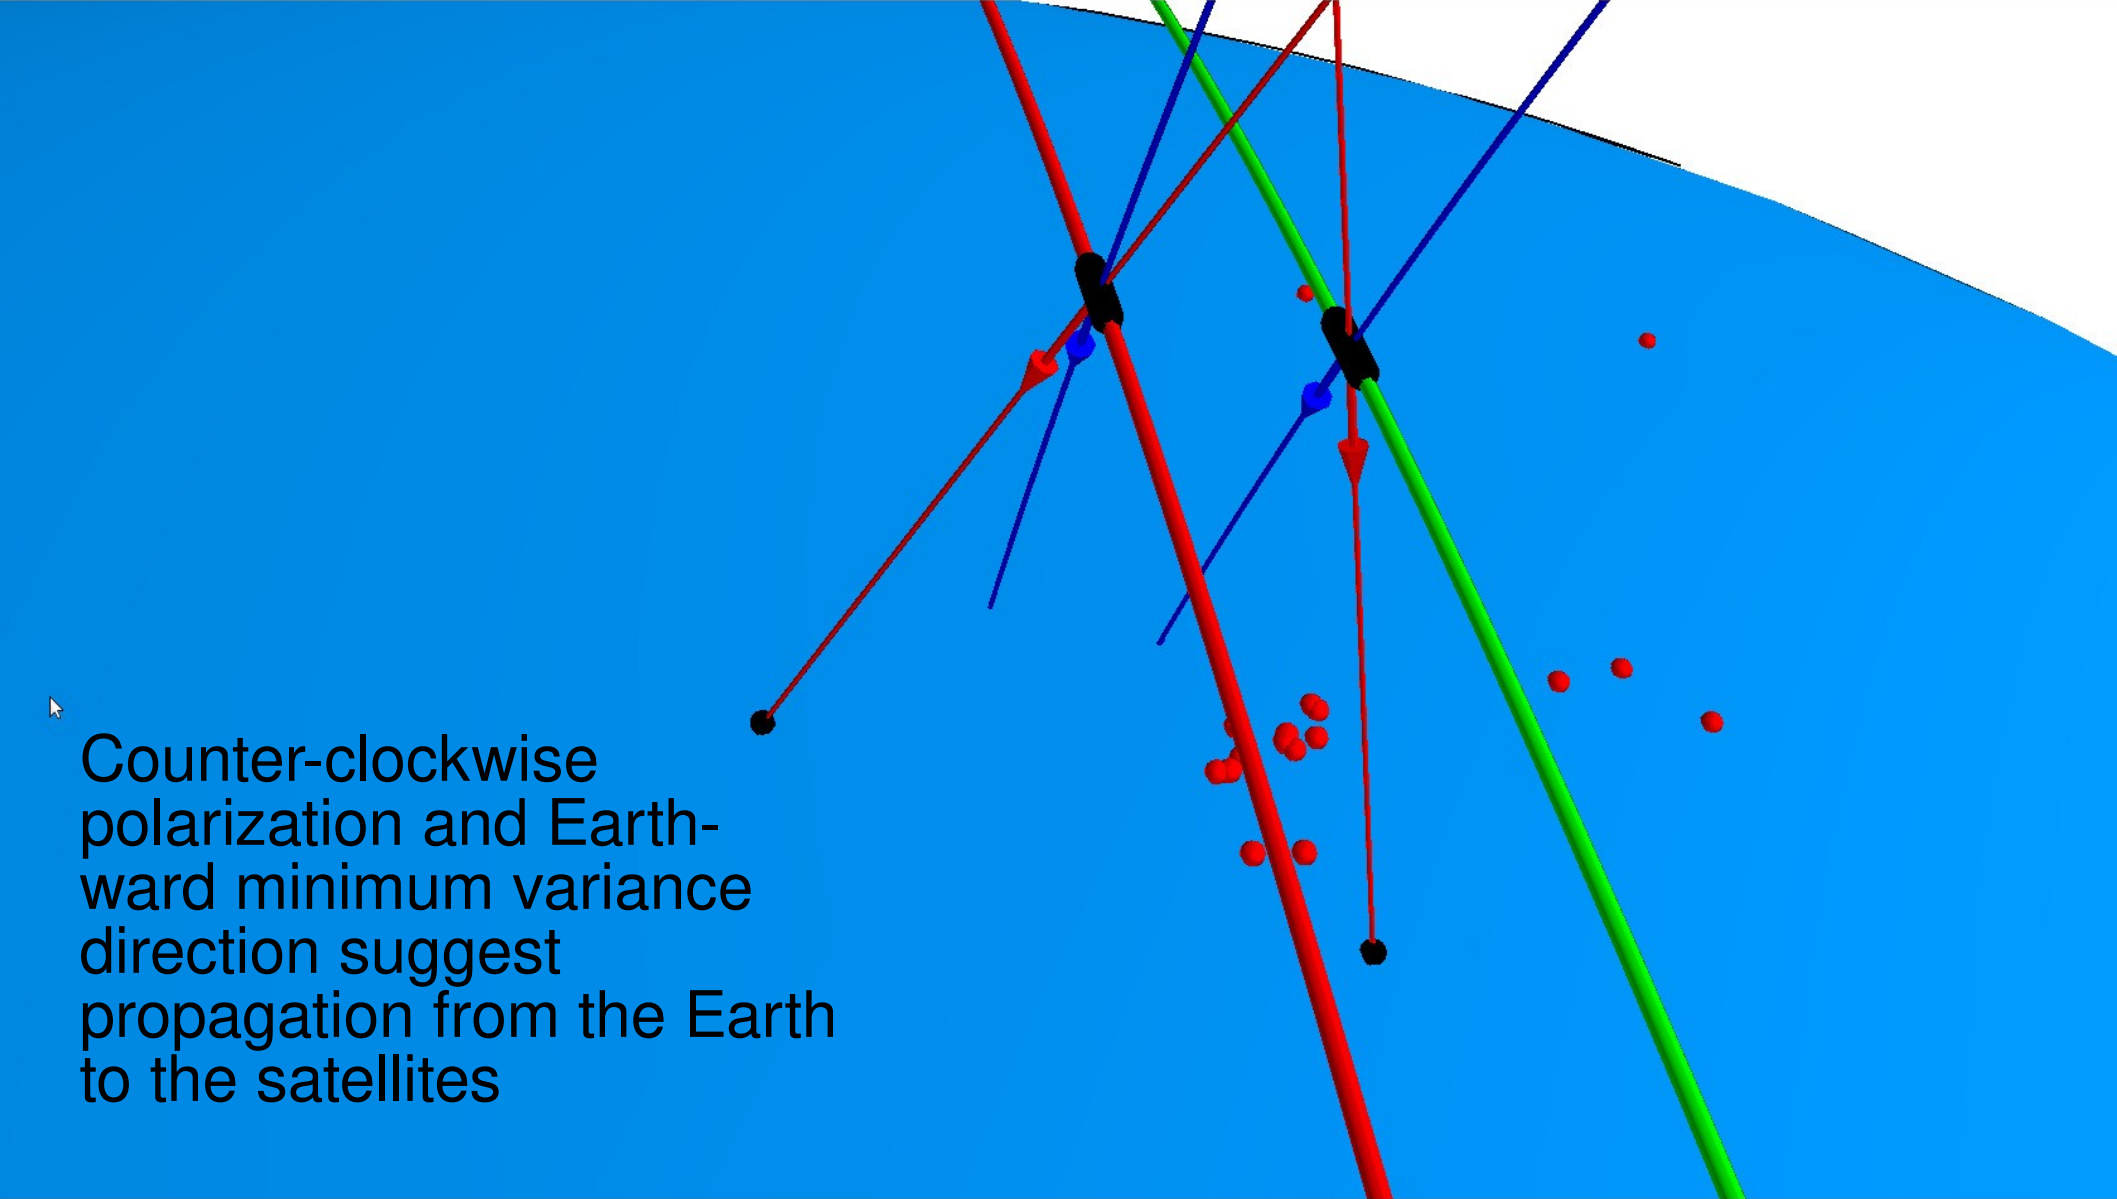 Counter-clockwise
polarization and Earth-
ward minimum variance
direction suggest
propagation from the Earth
to the satellites